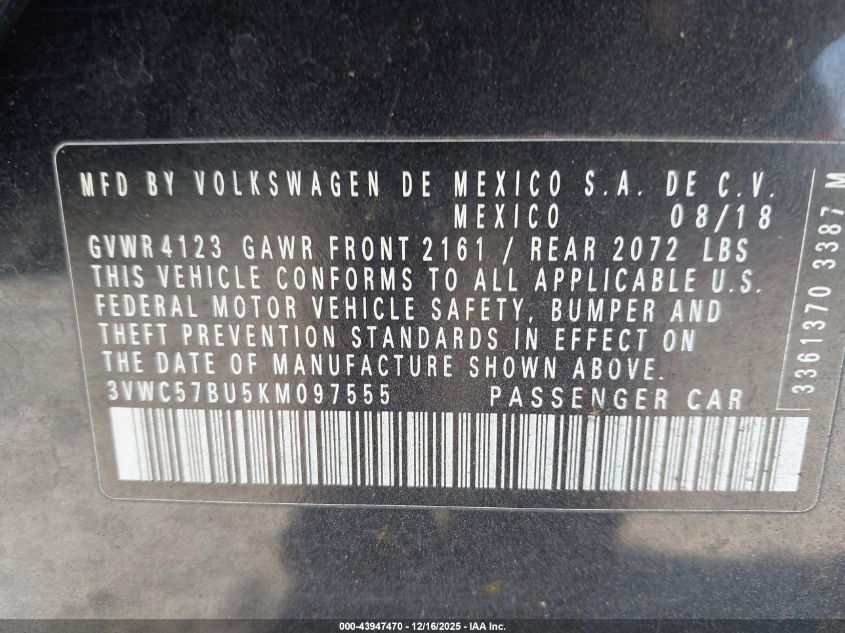 MFD BY VOLKSWAGEN DE MEXICO S.A. DE C.V.
MEXICO 08/18
GVWR 4123 GAWR FRONT 2161 / REAR 2072 LBS
THIS VEHICLE CONFORMS TO ALL APPLICABLE U.S.
FEDERAL MOTOR VEHICLE SAFETY, BUMPER AND
THEFT PREVENTION STANDARDS IN EFFECT ON
THE DATE OF MANUFACTURE SHOWN ABOVE.
3VWC57BU5KM097555 PASSENGER CAR
3361370 3387 M
000-43947470 - 12/16/2025 - IAA Inc.